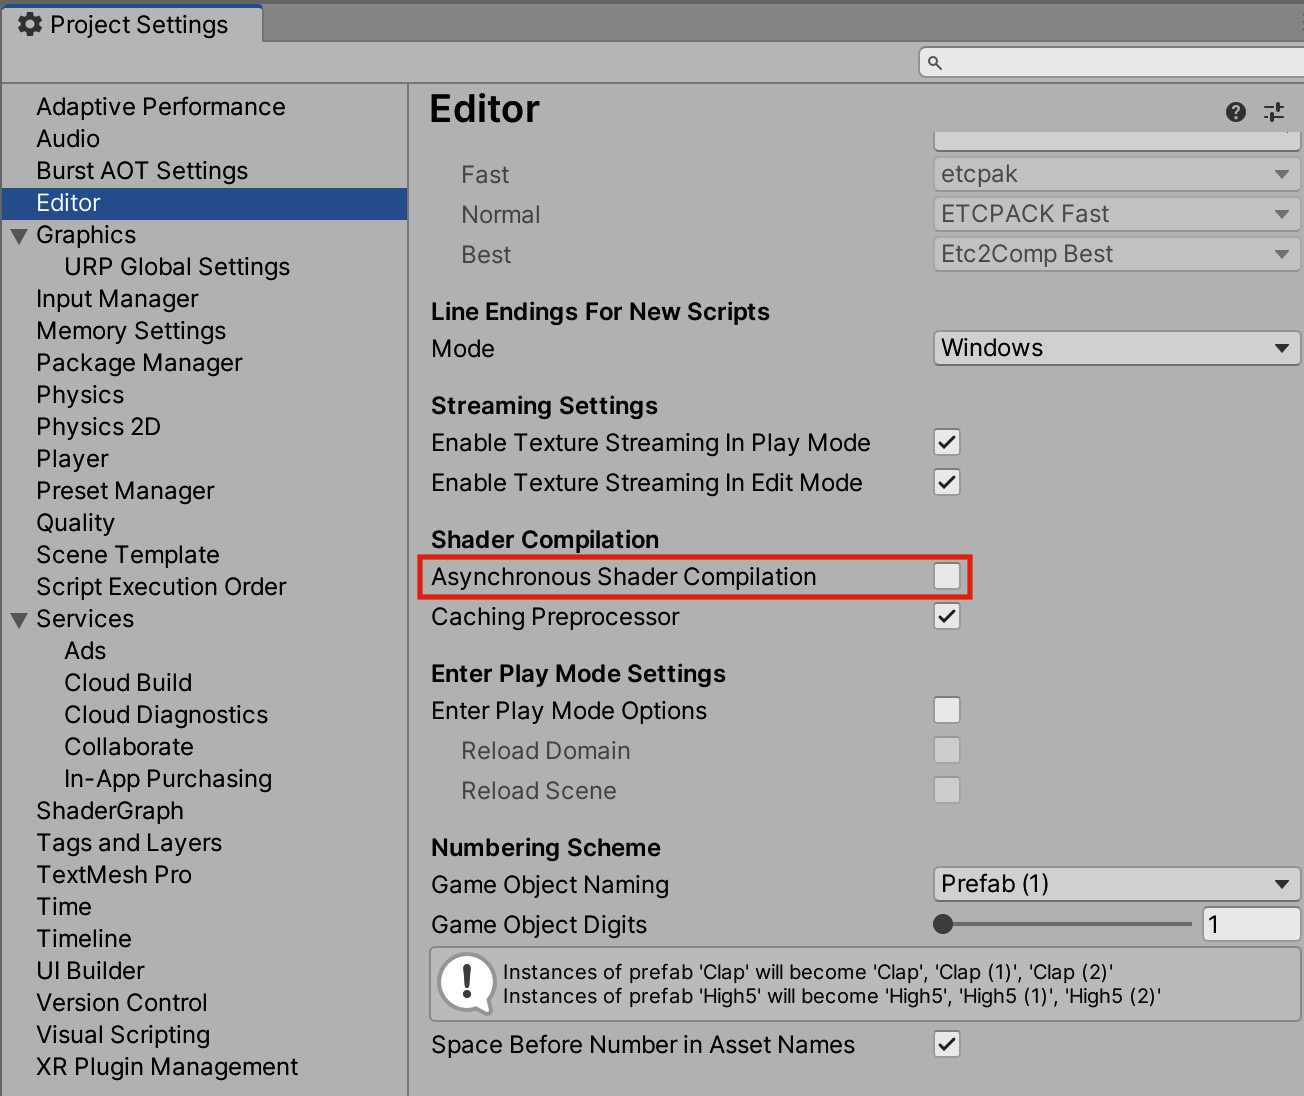 Project Settings
Adaptive Performance
Audio
Burst AOT Settings
Editor
Graphics
URP Global Settings
Input Manager
Memory Settings
Package Manager
Physics
Physics 2D
Player
Preset Manager
Quality
Scene Template
Script Execution Order
Services
Ads
Cloud Build
Cloud Diagnostics
Collaborate
In-App Purchasing
ShaderGraph
Tags and Layers
TextMesh Pro
Time
Timeline
UI Builder
Version Control
Visual Scripting
XR Plugin Management
Editor
Fast etcpak
Normal ETCPACK Fast
Best Etc2Comp Best
Line Endings For New Scripts
Mode Windows
Streaming Settings
Enable Texture Streaming In Play Mode
Enable Texture Streaming In Edit Mode
Shader Compilation
Asynchronous Shader Compilation
Caching Preprocessor
Enter Play Mode Settings
Enter Play Mode Options
Reload Domain
Reload Scene
Numbering Scheme
Game Object Naming Prefab (1)
Game Object Digits 1
Instances of prefab 'Clap' will become 'Clap', 'Clap (1)', 'Clap (2)'
Instances of prefab 'High5' will become 'High5', 'High5 (1)', 'High5 (2)'
Space Before Number in Asset Names